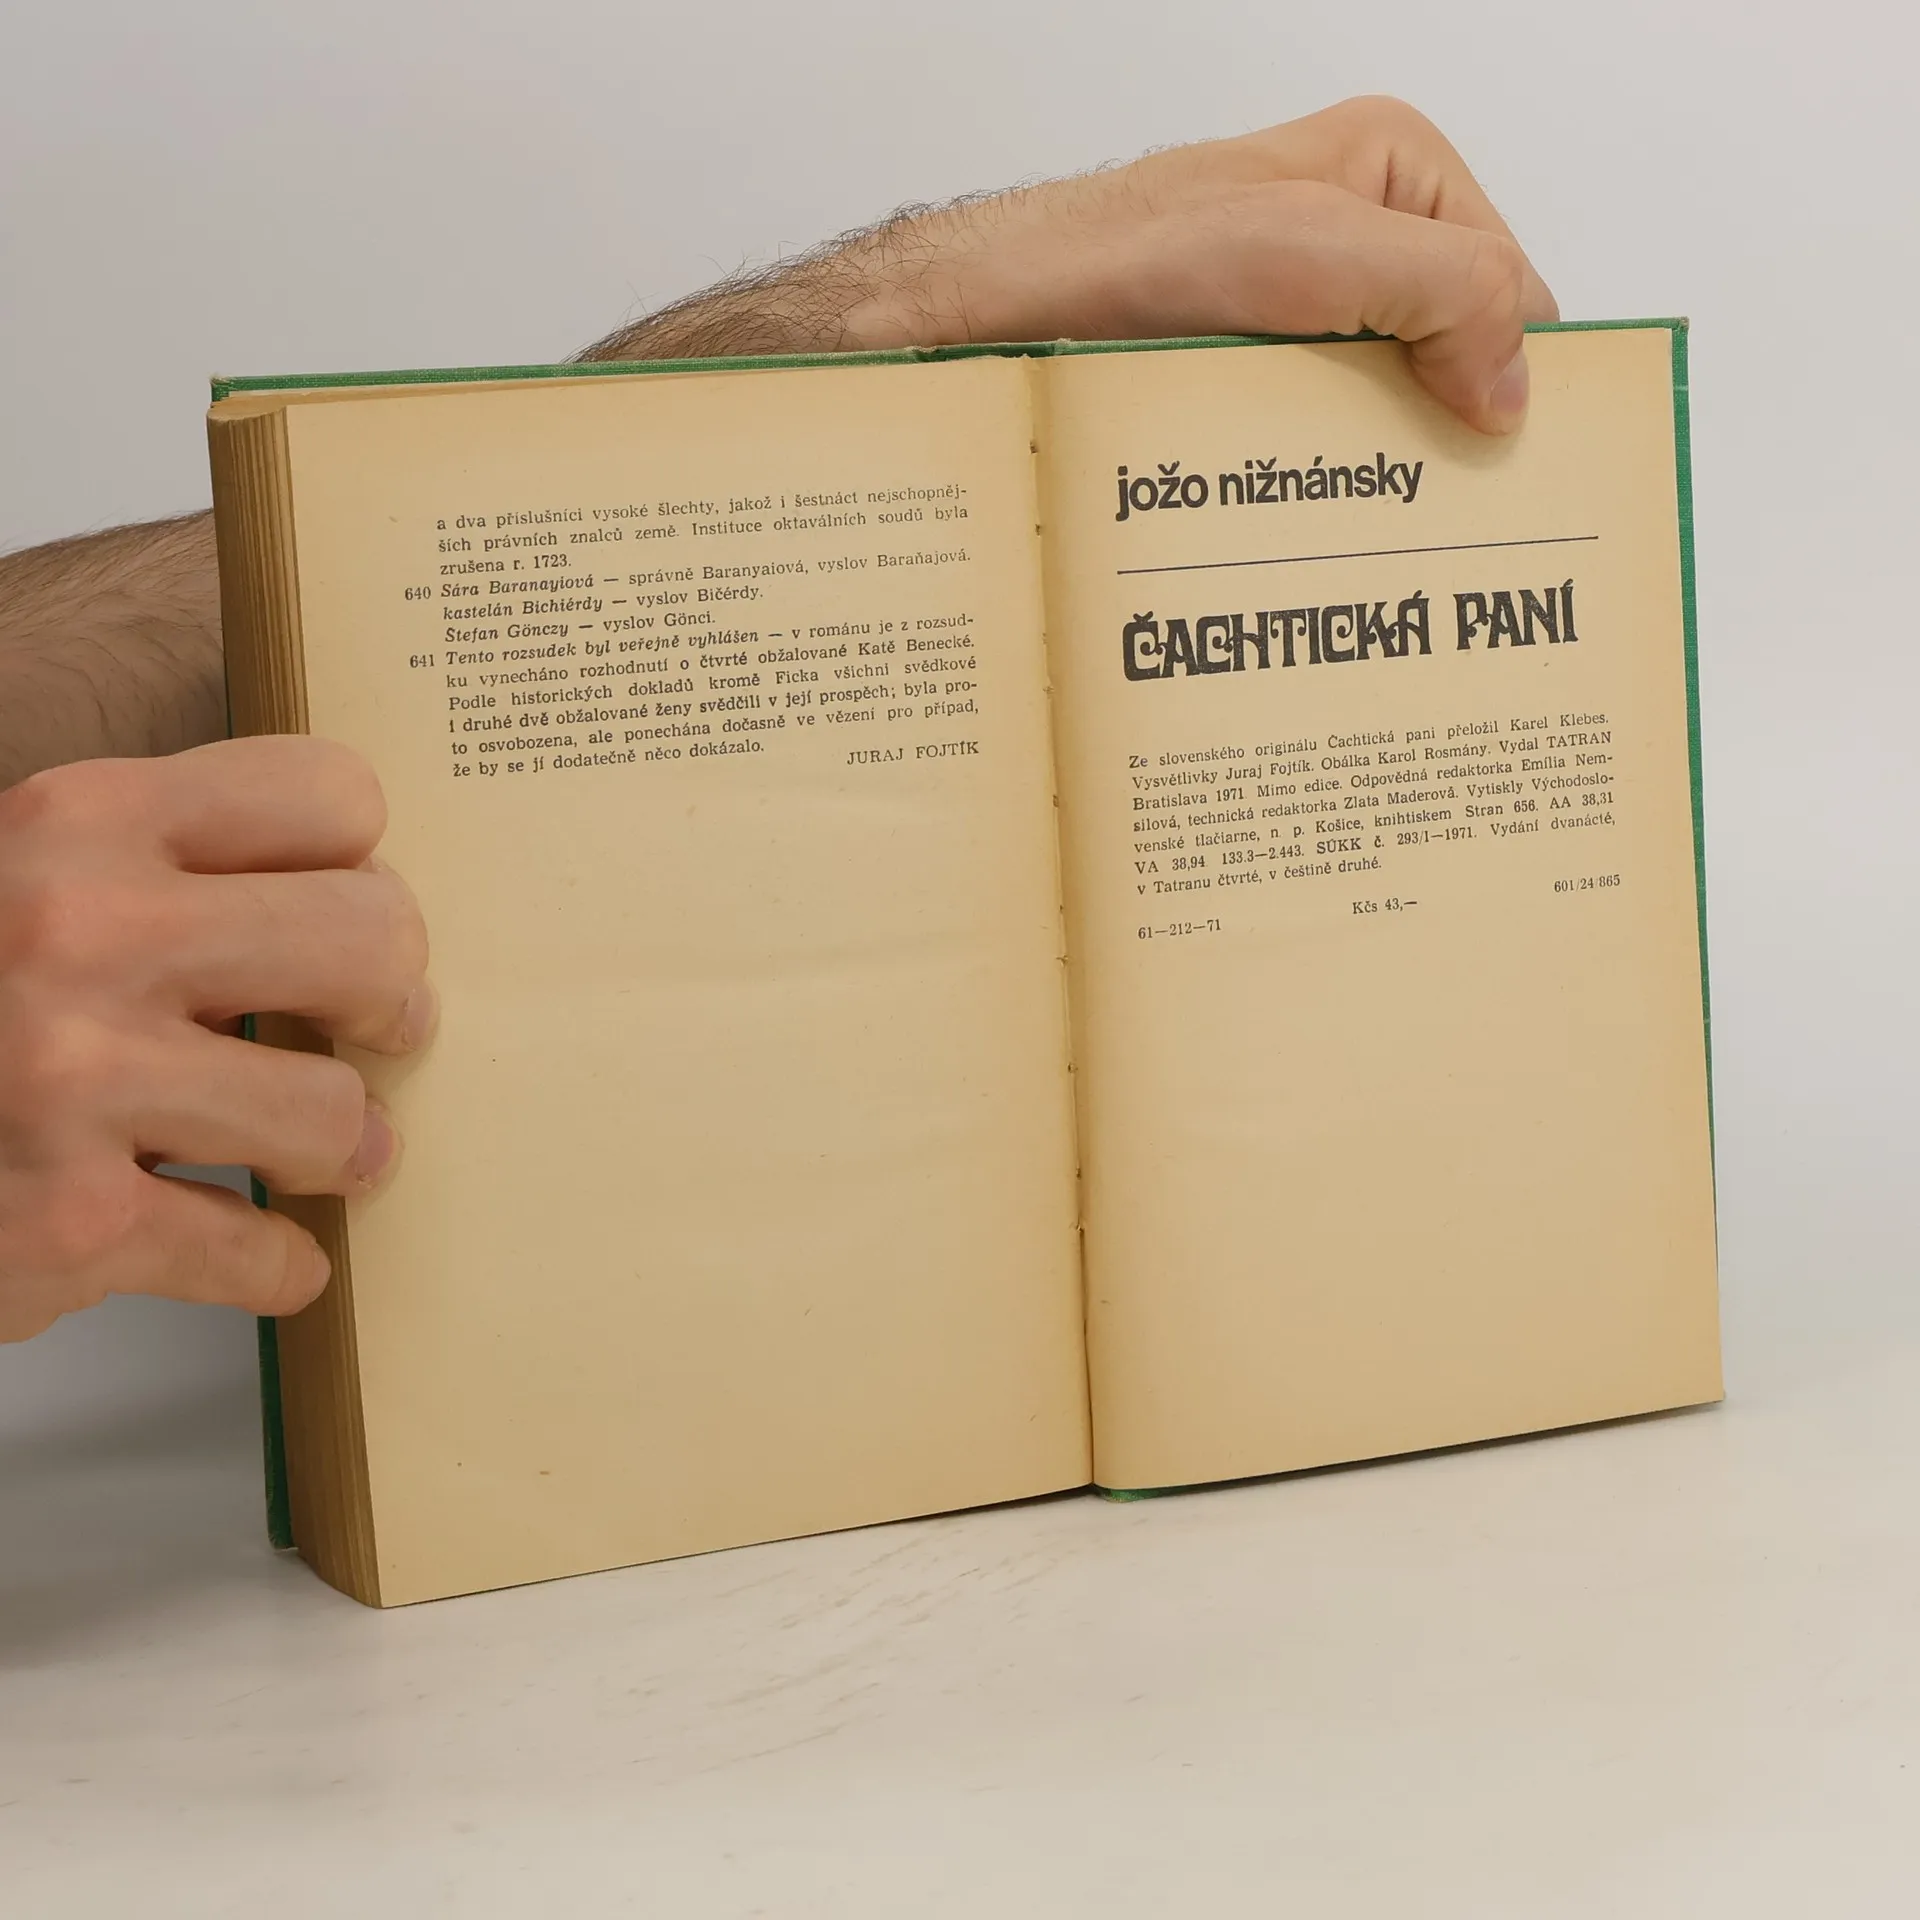 a dva příslušníci vysoké šlechty, jakož i šestnáct nejschopněj-
ších právních znalců země. Instituce oktaválních soudů byla
zrušena r. 1723.
640 Sára Baranayiová — správně Baranyaiová, vyslov Baraňajová.
kastelán Bichiérdy — vyslov Bičérdy.
Štefan Gönczy — vyslov Gönci.
641 Tento rozsudek byl veřejně vyhlášen — v románu je z rozsud-
ku vynecháno rozhodnutí o čtvrté obžalované Katě Benecké.
Podle historických dokladů kromě Ficka všichni svědkové
i druhé dvě obžalované ženy svědčili v její prospěch; byla pro-
to osvobozena, ale ponechána dočasně ve vězení pro případ,
že by se jí dodatečně něco dokázalo.
JURAJ FOJTÍK
jožo nižnánsky
ČACHTICKÁ PANÍ
Ze slovenského originálu Čachtická pani přeložil Karel Klebes.
Vysvětlivky Juraj Fojtík. Obálka Karol Rosmány. Vydal TATRAN
Bratislava 1971 Mimo edice. Odpovědná redaktorka Emília Nem-
silová, technická redaktorka Zlata Maderová. Vytiskly Východoslo-
venské tlačiarne, n. p. Košice, knihtiskem Stran 656. AA 38,31
VA 38,94 133.3—2.443. SÚKK č. 293/I—1971. Vydání dvanácté,
v Tatranu čtvrté, v češtině druhé.
601/24/865
Kčs 43,—
61—212—71